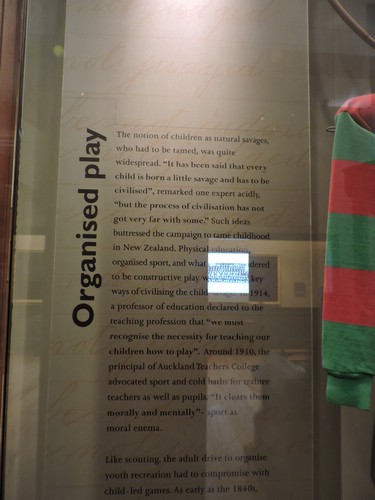 Organised play
The notion of children as natural savages,
who had to be tamed, was quite
widespread. "It has been said that every
child is born a little savage and has to be
civilised", remarked one expert acidly,
"but the process of civilisation has not
got very far with some." Such ideas
buttressed the campaign to tame childhood
in New Zealand. Physical education,
organised sport, and what
to be constructive play key
ways of civilising the child 1914,
a professor of education declared to the
teaching profession that "we must
recognise the necessity for teaching our
children how to play". Around 1910, the
principal of Auckland Teachers College
advocated sport and cold baths for trainee
teachers as well as pupils. "It clears them
morally and mentally"- sport as
moral enema.
Like scouting, the adult drive to organise
youth recreation had to compromise with
child-led games. As early as the 1840s,